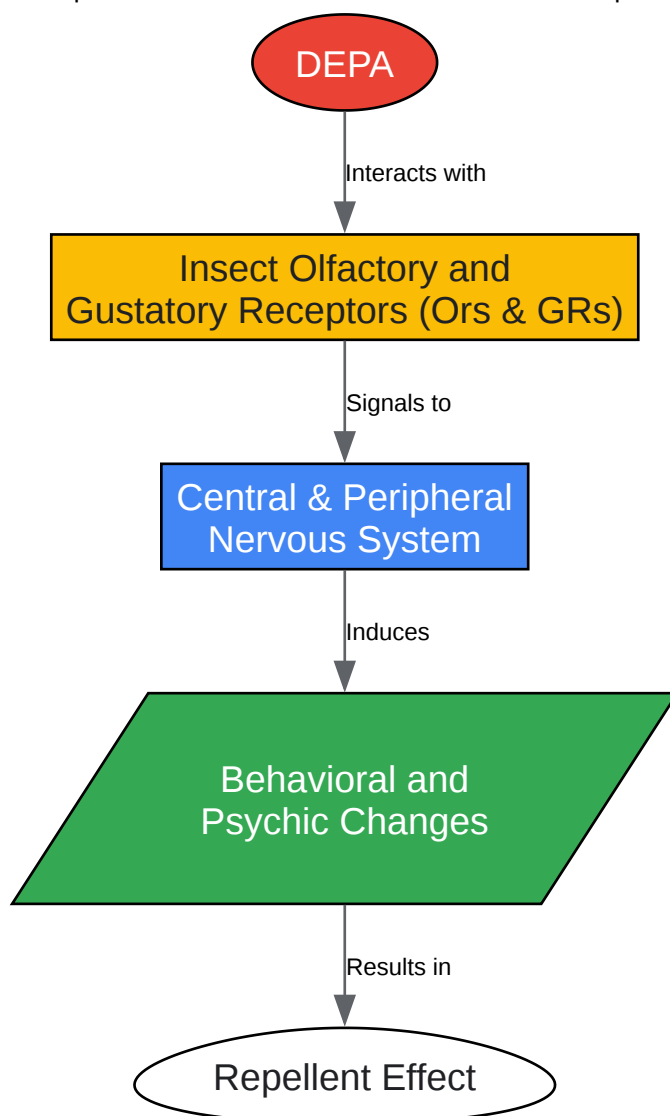 DEPA
Interacts with
Insect Olfactory and
Gustatory Receptors (Ors & GRs)
Signals to
Central & Peripheral
Nervous System
Induces
Behavioral and
Psychic Changes
Results in
Repellent Effect